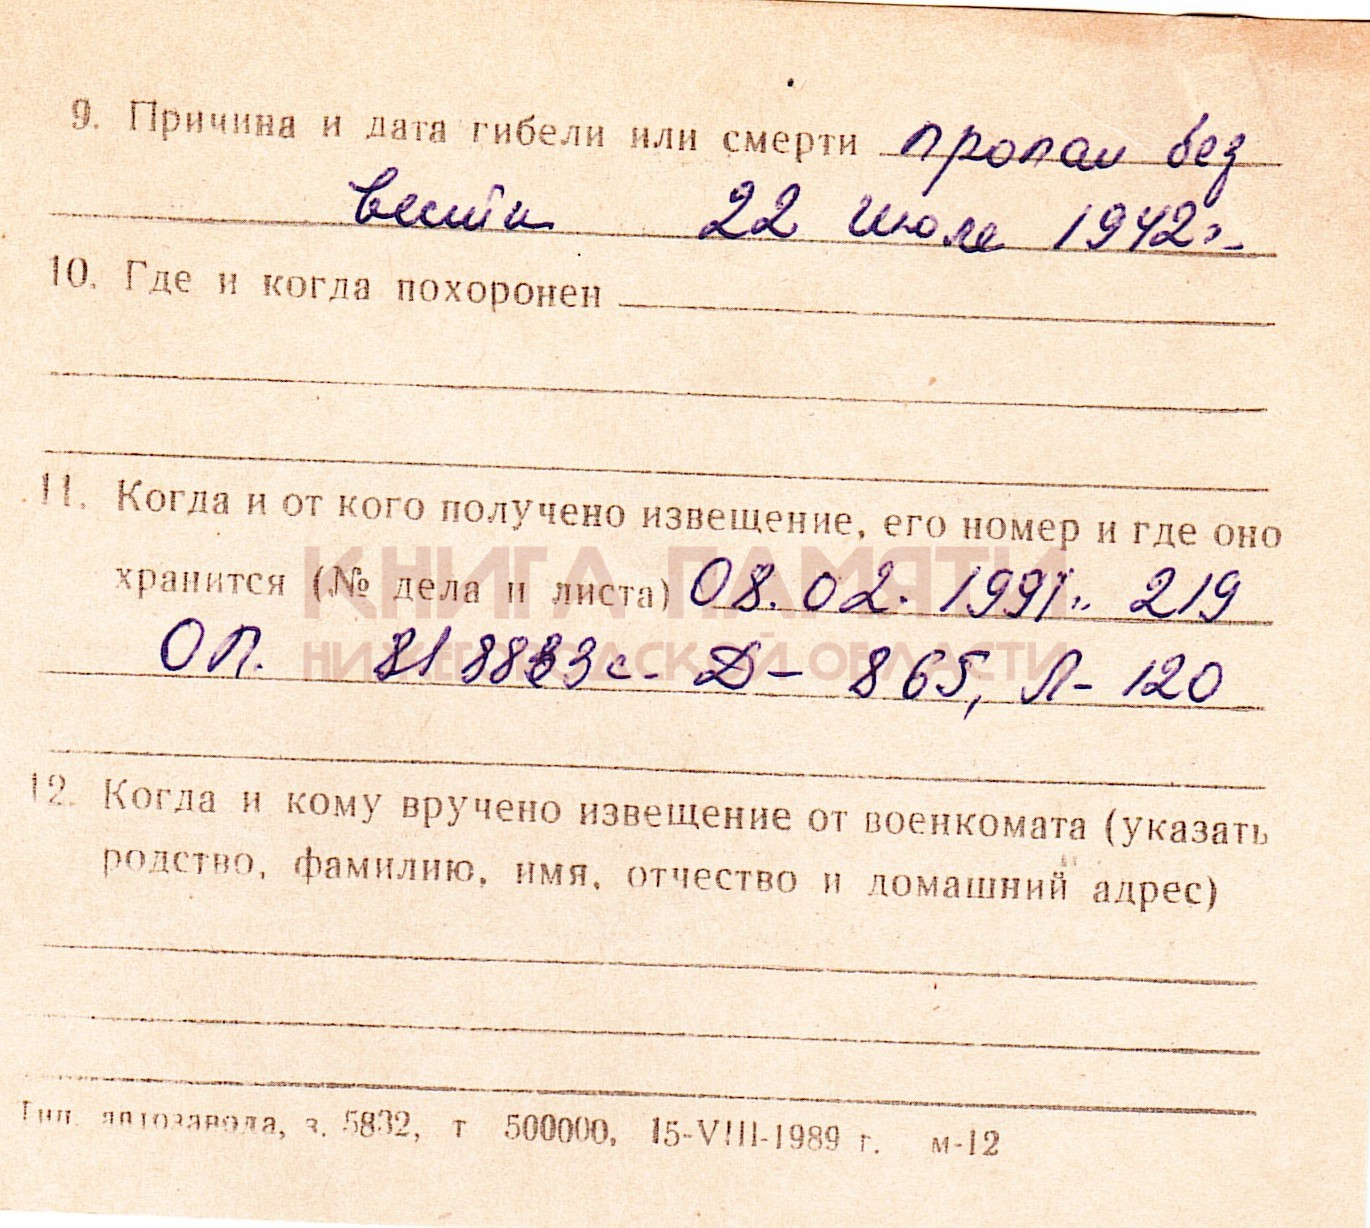 9. Причина и дата гибели или смерти пропал без
вести 22 июле 1942г.
10. Где и когда похоронен
11. Когда и от кого получено извещение, его номер и где оно
КНИГА ПАМЯТИ
хранится (№ дела и листа) 08.02.1991г. 219
НИЖЕГОРОДСКОЙ ОБЛАСТИ
ОП. 818883с- Д- 865, Л- 120
12. Когда и кому вручено извещение от военкомата (указать
родство, фамилию, имя, отчество и домашний адрес)
Тип. автозавода, з. 5832, т 500000, 15-VIII-1989 г. м-12